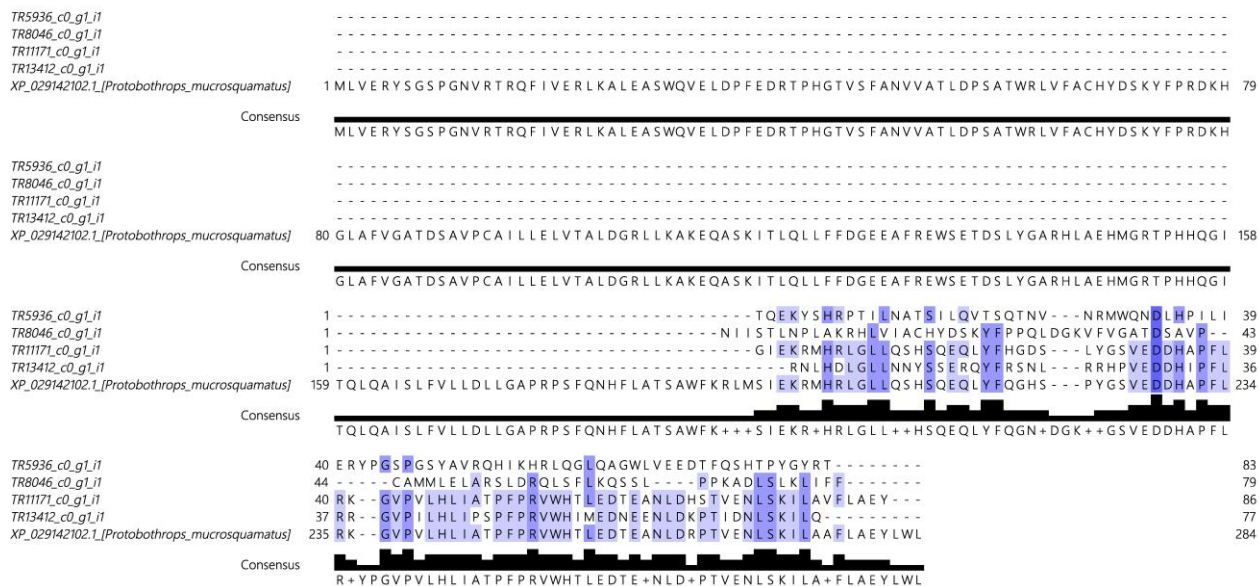 TR5936_c0_g1_i1 -------------------------------------------------------------------------------
TR8046_c0_g1_i1 -------------------------------------------------------------------------------
TR11171_c0_g1_i1 -------------------------------------------------------------------------------
TR13412_c0_g1_i1 -------------------------------------------------------------------------------
XP_029142102.1_[Protobothrops_mucrosquamatus] 1 MLVERYSGSPGNVRTRQFIVERLKALEASWQVELDPFEDRTPHGTVSFANVVATLDPSATWRLVFACHYDSKYFPRDKH 79
Consensus
MLVERYSGSPGNVRTRQFIVERLKALEASWQVELDPFEDRTPHGTVSFANVVATLDPSATWRLVFACHYDSKYFPRDKH
TR5936_c0_g1_i1 -------------------------------------------------------------------------------
TR8046_c0_g1_i1 -------------------------------------------------------------------------------
TR11171_c0_g1_i1 -------------------------------------------------------------------------------
TR13412_c0_g1_i1 -------------------------------------------------------------------------------
XP_029142102.1_[Protobothrops_mucrosquamatus] 80 GLAFVGATDSAVPCAILLELVTALDGRLLKAKEQASKITLQLLFFDGEEAFREWSETDSLYGARHLAEHMGRTPHHQGI 158
Consensus
GLAFVGATDSAVPCAILLELVTALDGRLLKAKEQASKITLQLLFFDGEEAFREWSETDSLYGARHLAEHMGRTPHHQGI
TR5936_c0_g1_i1 1 -------------------------------------TQEKYSHRPTILNATSILQVTSQTNV---NRMWQNDLHPILI 39
TR8046_c0_g1_i1 1 ----------------------------------NIISTLNPLAKRHLVIACHYDSKYFPPQLDGKVFVGATDSAVP-- 43
TR11171_c0_g1_i1 1 -------------------------------------GIEKRMHRLGLLQSHSQEQLYFHGDS---LYGSVEDDHAPFL 39
TR13412_c0_g1_i1 1 ----------------------------------------RNLHDLGLLNNYSSERQYFRSNL---RRHPVEDDHIPFL 36
XP_029142102.1_[Protobothrops_mucrosquamatus] 159 TQLQAISLFVLLDLLGAPRPSFQNHFLATSAWFKRLMSIEKRMHRLGLLQSHSQEQLYFQGHS---PYGSVEDDHAPFL 234
Consensus
TQLQAISLFVLLDLLGAPRPSFQNHFLATSAWFK+++SIEKR+HRLGLL++HSQEQLYFQGN+DGK++GSVEDDHAPFL
TR5936_c0_g1_i1 40 ERYPGSPGSYAVRQHIKHRLQGLQAGWLVEEDTFQSHTPYGYRT-------- 83
TR8046_c0_g1_i1 44 -----CAMMLELARSLDRQLSFLKQSSL----PPKADLSLKLIFF------- 79
TR11171_c0_g1_i1 40 RK--GVPVLHLIATPFPRVWHTLEDTEANLDHSTVENLSKILAVFLAEY--- 86
TR13412_c0_g1_i1 37 RR--GVPILHLIPSPFPRVWHIMEDNEENLDKPTIDNLSKILQ--------- 77
XP_029142102.1_[Protobothrops_mucrosquamatus] 235 RK--GVPVLHLIATPFPRVWHTLEDTEANLDRPTVENLSKILAAFLAEYLWL 284
Consensus
R+YPGVPVLHLIATPFPRVWHTLEDTE+NLD+PTVENLSKILA+FLAEYLWL